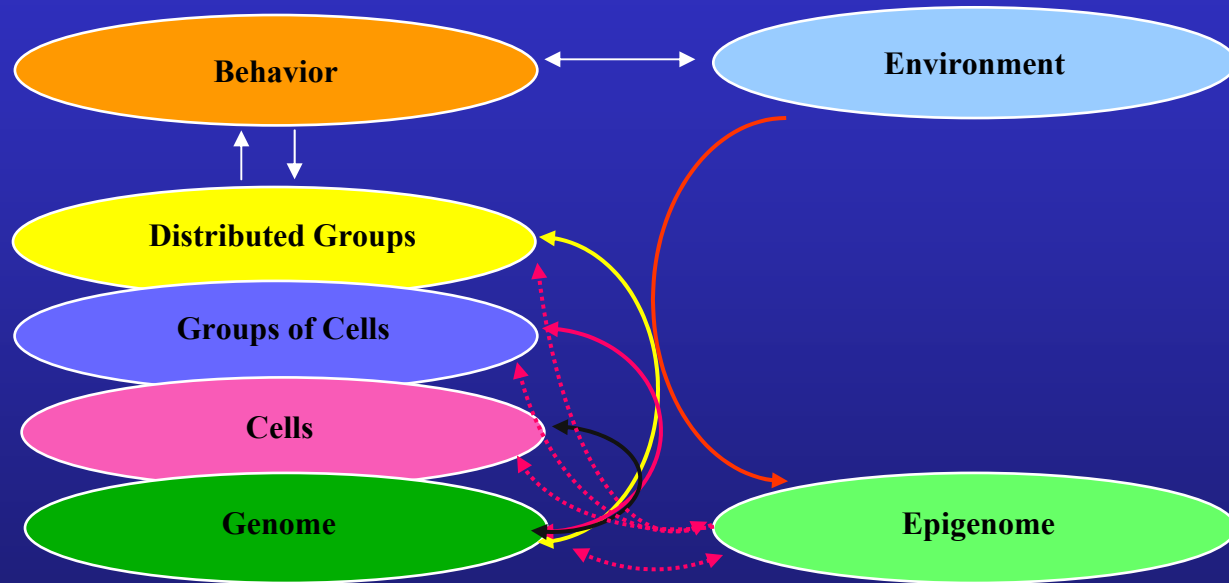 Behavior
Environment
Distributed Groups
Groups of Cells
Cells
Genome
Epigenome